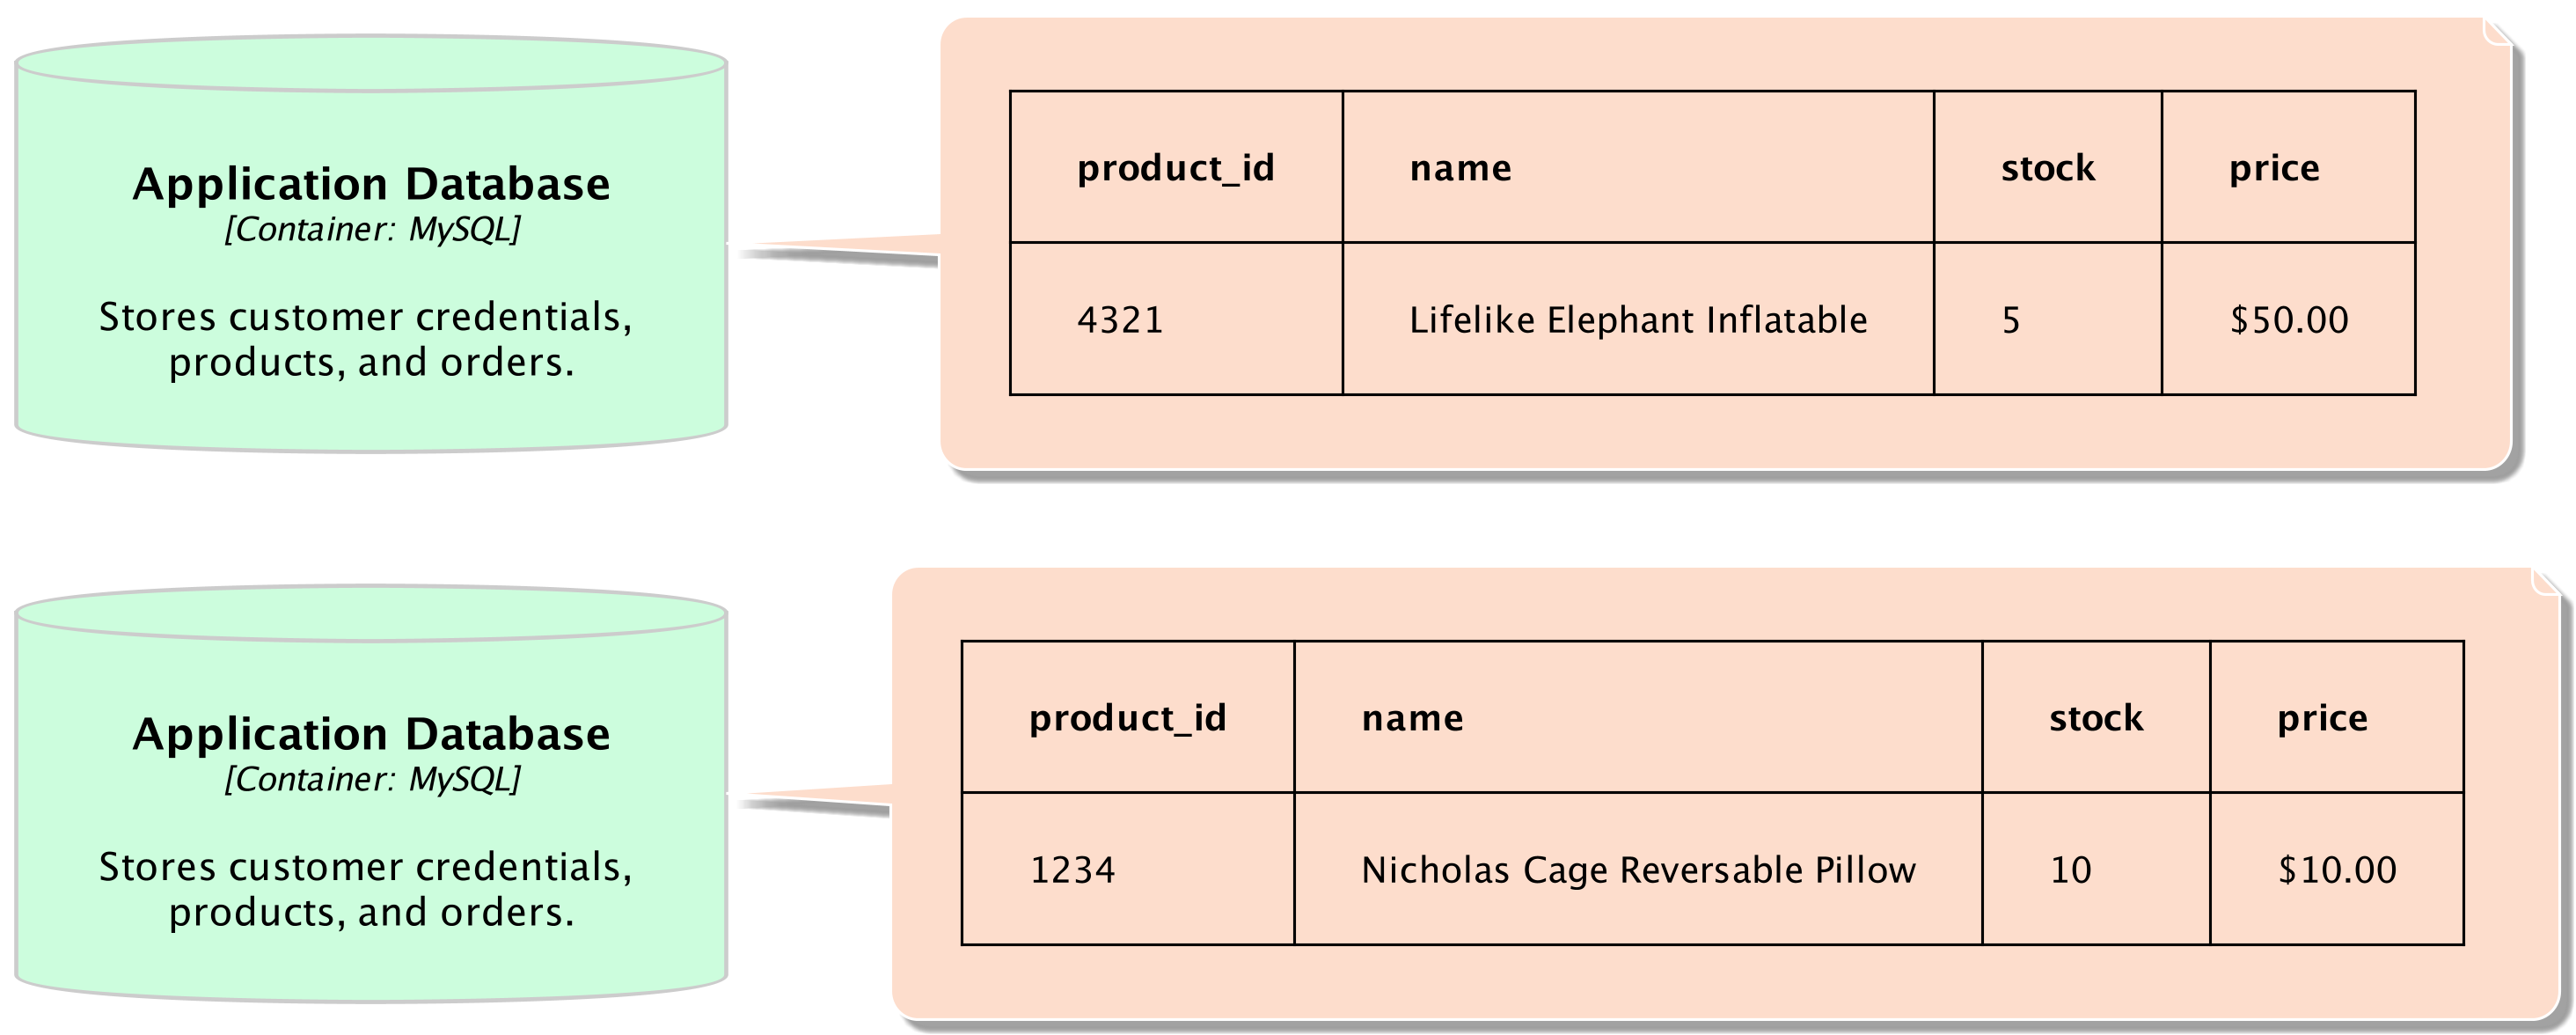 Application Database
[Container: MySQL]
Stores customer credentials,
products, and orders.
product_id name stock price
4321 Lifelike Elephant Inflatable 5 $50.00
Application Database
[Container: MySQL]
Stores customer credentials,
products, and orders.
product_id name stock price
1234 Nicholas Cage Reversable Pillow 10 $10.00